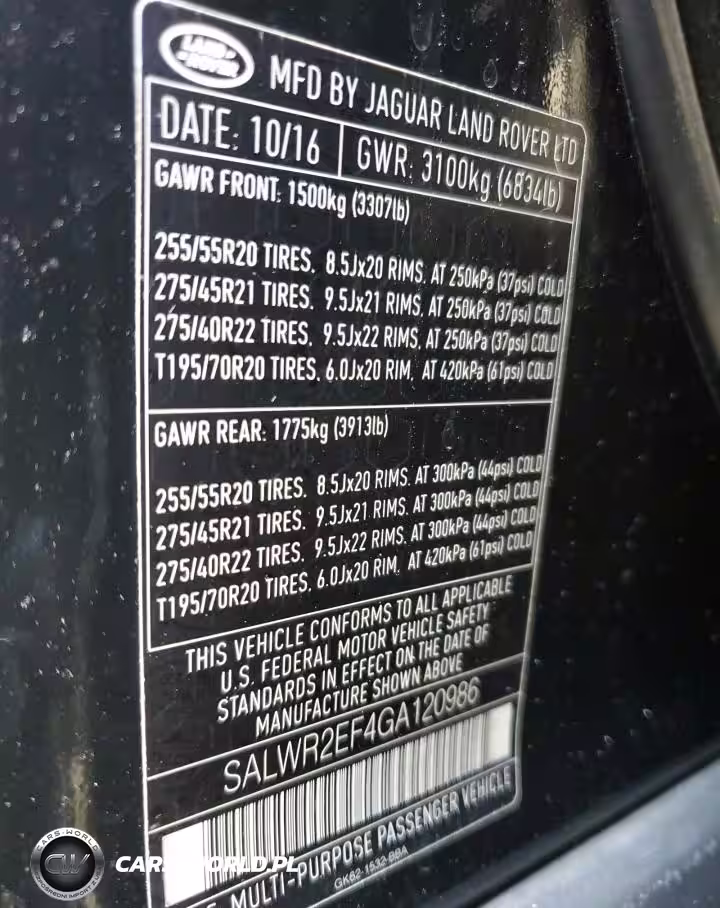 LAND ROVER
MFD BY JAGUAR LAND ROVER LTD
DATE: 10/16 GWR: 3100kg (6834lb)
GAWR FRONT: 1500kg (3307lb)
255/55R20 TIRES. 8.5Jx20 RIMS. AT 250kPa (37psi) COLD
275/45R21 TIRES. 9.5Jx21 RIMS. AT 250kPa (37psi) COLD
275/40R22 TIRES. 9.5Jx22 RIMS. AT 250kPa (37psi) COLD
T195/70R20 TIRES. 6.0Jx20 RIM. AT 420kPa (61psi) COLD
GAWR REAR: 1775kg (3913lb)
255/55R20 TIRES. 8.5Jx20 RIMS. AT 300kPa (44psi) COLD
275/45R21 TIRES. 9.5Jx21 RIMS. AT 300kPa (44psi) COLD
275/40R22 TIRES. 9.5Jx22 RIMS. AT 300kPa (44psi) COLD
T195/70R20 TIRES. 6.0Jx20 RIM. AT 420kPa (61psi) COLD
THIS VEHICLE CONFORMS TO ALL APPLICABLE
U.S. FEDERAL MOTOR VEHICLE SAFETY
STANDARDS IN EFFECT ON THE DATE OF
MANUFACTURE SHOWN ABOVE
SALWR2EF4GA120986
MULTI-PURPOSE PASSENGER VEHICLE
GK62-1532-BBA
CARS-WORLD
CW
CARS-WORLD.PL